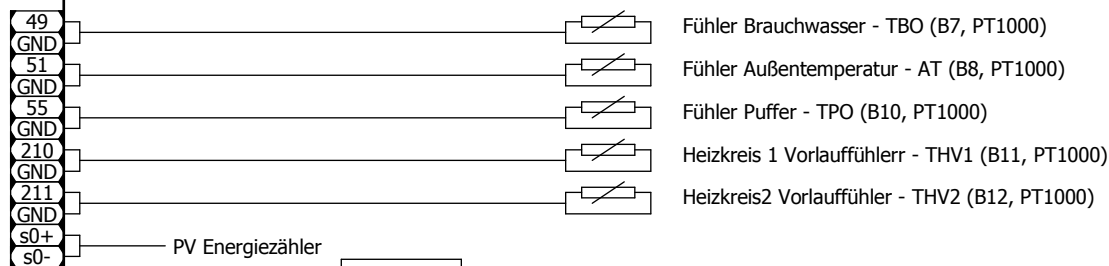 49
GND
Fühler Brauchwasser - TBO (B7, PT1000)
51
GND
Fühler Außentemperatur - AT (B8, PT1000)
55
GND
Fühler Puffer - TPO (B10, PT1000)
210
GND
Heizkreis 1 Vorlauffühlerr - THV1 (B11, PT1000)
211
GND
Heizkreis2 Vorlauffühler - THV2 (B12, PT1000)
s0+
s0-
PV Energiezähler